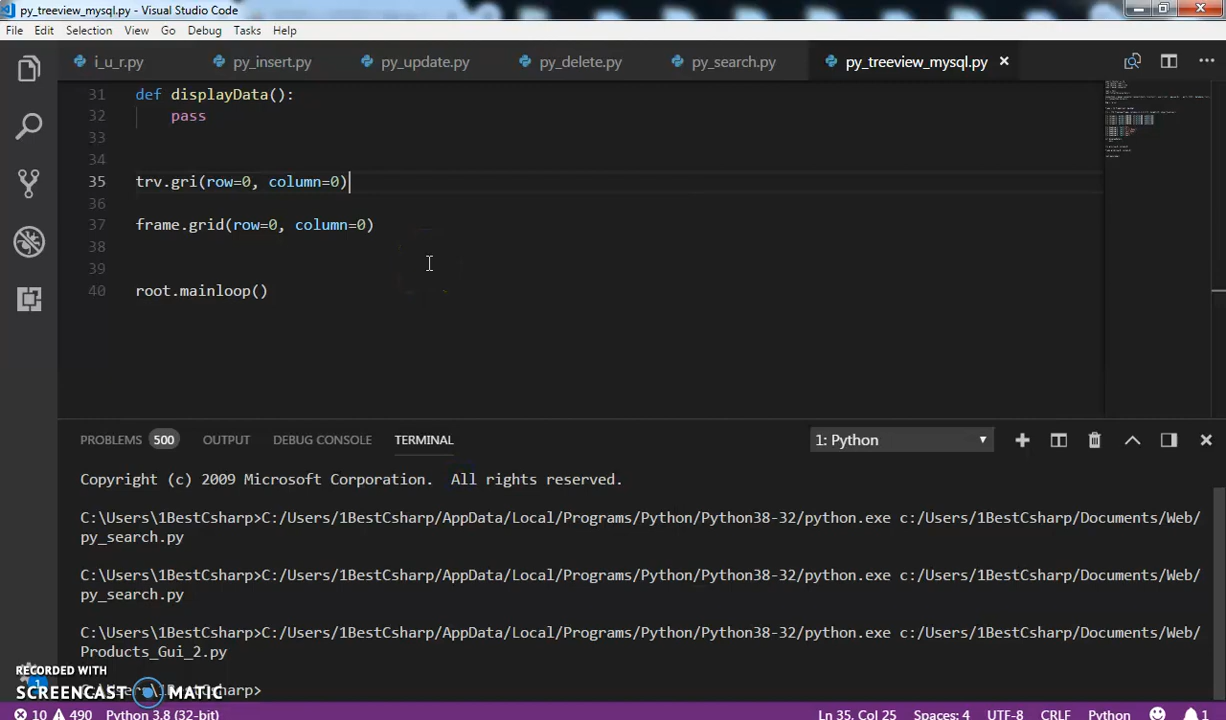 py_treeview_mysql.py - Visual Studio Code
File Edit Selection View Go Debug Tasks Help
i_u_r.py py_insert.py py_update.py py_delete.py py_search.py py_treeview_mysql.py
31 def displayData():
32 pass
33
34
35 trv.gri(row=0, column=0)
36
37 frame.grid(row=0, column=0)
38
39
40 root.mainloop()
PROBLEMS 500 OUTPUT DEBUG CONSOLE TERMINAL 1: Python
Copyright (c) 2009 Microsoft Corporation. All rights reserved.
C:\Users\1BestCsharp>C:/Users/1BestCsharp/AppData/Local/Programs/Python/Python38-32/python.exe c:/Users/1BestCsharp/Documents/Web/
py_search.py
C:\Users\1BestCsharp>C:/Users/1BestCsharp/AppData/Local/Programs/Python/Python38-32/python.exe c:/Users/1BestCsharp/Documents/Web/
py_search.py
C:\Users\1BestCsharp>C:/Users/1BestCsharp/AppData/Local/Programs/Python/Python38-32/python.exe c:/Users/1BestCsharp/Documents/Web/
Products_Gui_2.py
RECORDED WITH
C:\Users\1BestCsharp>
SCREENCAST MATIC
1
10 490 Python 3.8 (32-bit) Ln 35, Col 25 Spaces: 4 UTF-8 CRLF Python 1